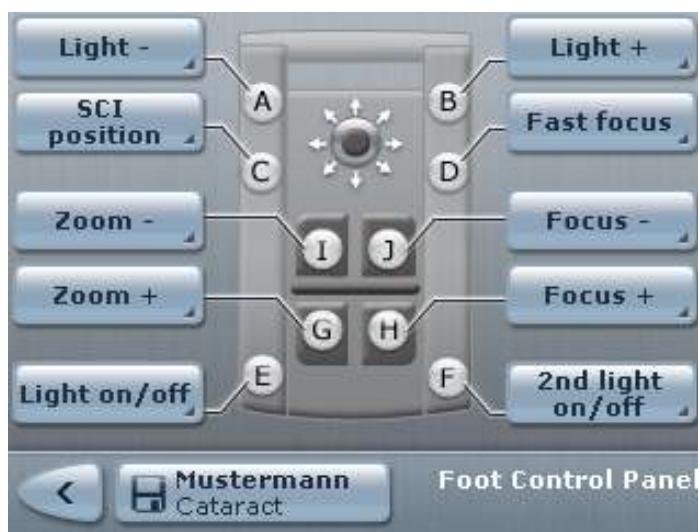 Light -
Light +
A
B
SCI
position
Fast focus
C
D
Zoom -
Focus -
I
J
Zoom +
Focus +
G
H
E
F
Light on/off
2nd light
on/off
Mustermann
Cataract
Foot Control Panel